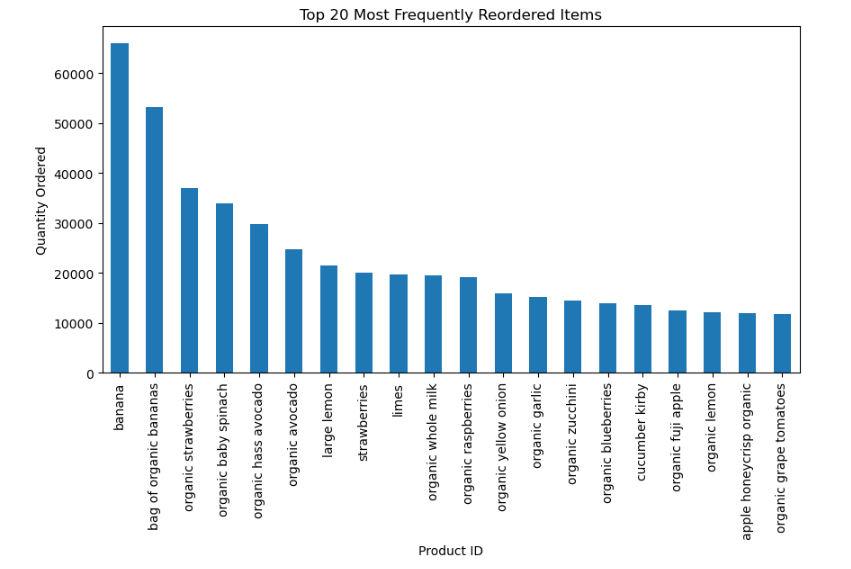 Top 20 Most Frequently Reordered Items
Quantity Ordered
60000
50000
40000
30000
20000
10000
0
banana
bag of organic bananas
organic strawberries
organic baby spinach
organic hass avocado
organic avocado
large lemon
strawberries
limes
organic whole milk
organic raspberries
organic yellow onion
organic garlic
organic zucchini
organic blueberries
cucumber kirby
organic fuji apple
organic lemon
apple honeycrisp organic
organic grape tomatoes
Product ID